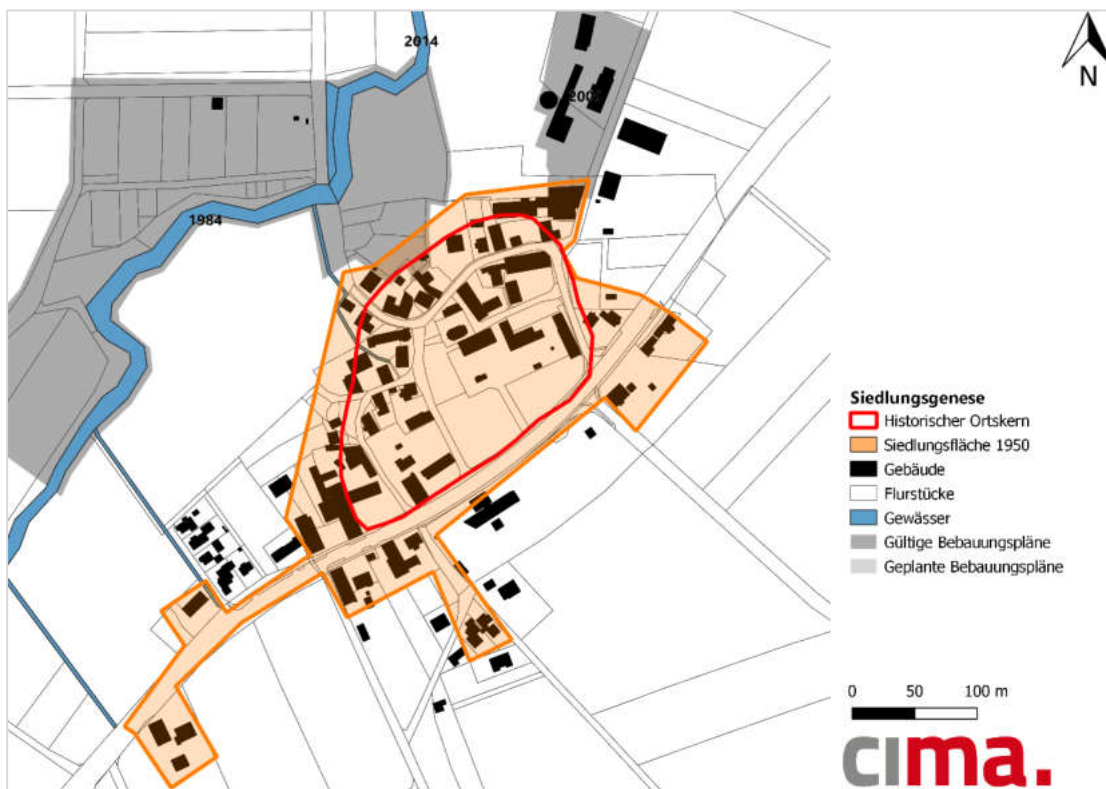 2014
N
200
1984
Siedlungsgenese
Historischer Ortskern
Siedlungsfläche 1950
Gebäude
Flurstücke
Gewässer
Gültige Bebauungspläne
Geplante Bebauungspläne
0 50 100 m
cima.